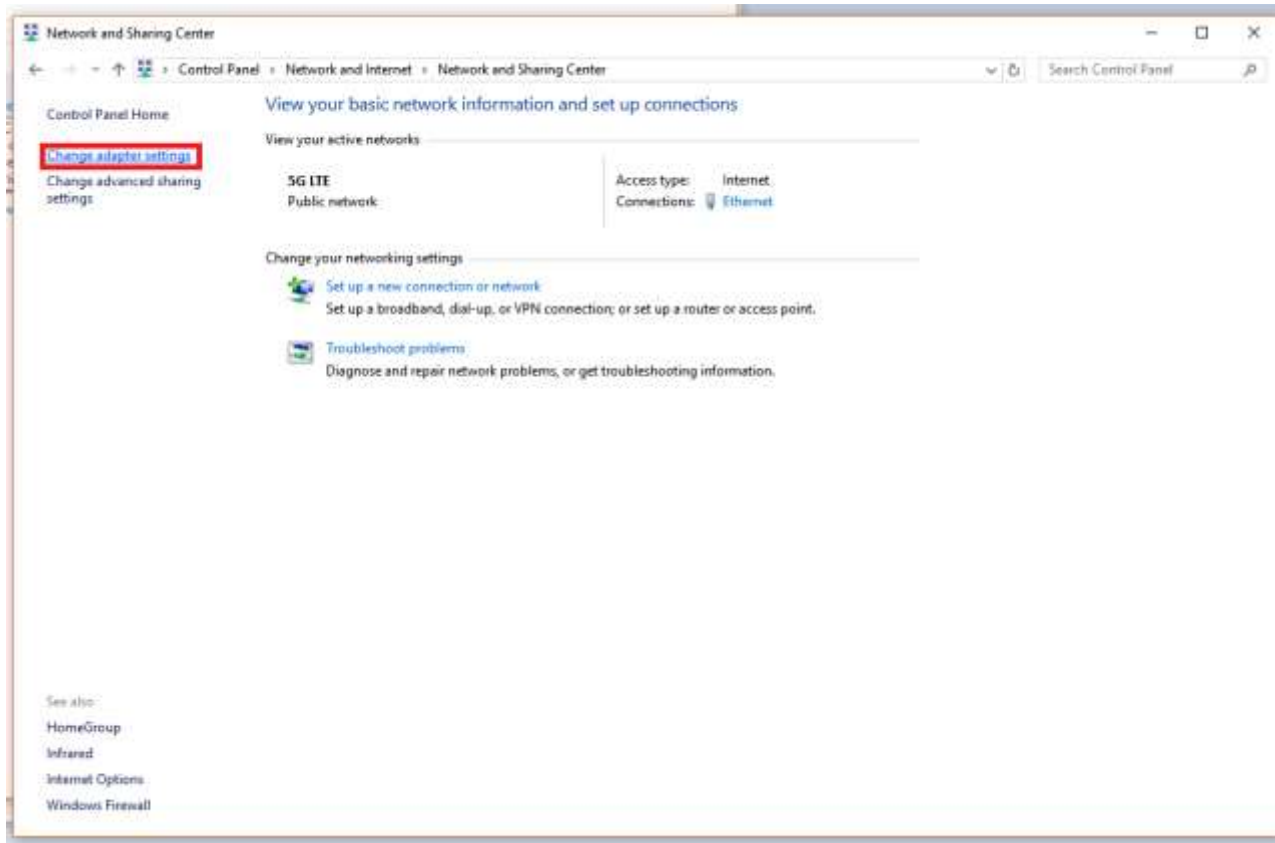 Network and Sharing Center
Control Panel › Network and Internet › Network and Sharing Center
Search Control Panel
Control Panel Home
Change adapter settings
Change advanced sharing
settings
View your basic network information and set up connections
View your active networks
5G LTE
Public network
Access type: Internet
Connections: Ethernet
Change your networking settings
Set up a new connection or network
Set up a broadband, dial-up, or VPN connection; or set up a router or access point.
Troubleshoot problems
Diagnose and repair network problems, or get troubleshooting information.
See also
HomeGroup
Infrared
Internet Options
Windows Firewall